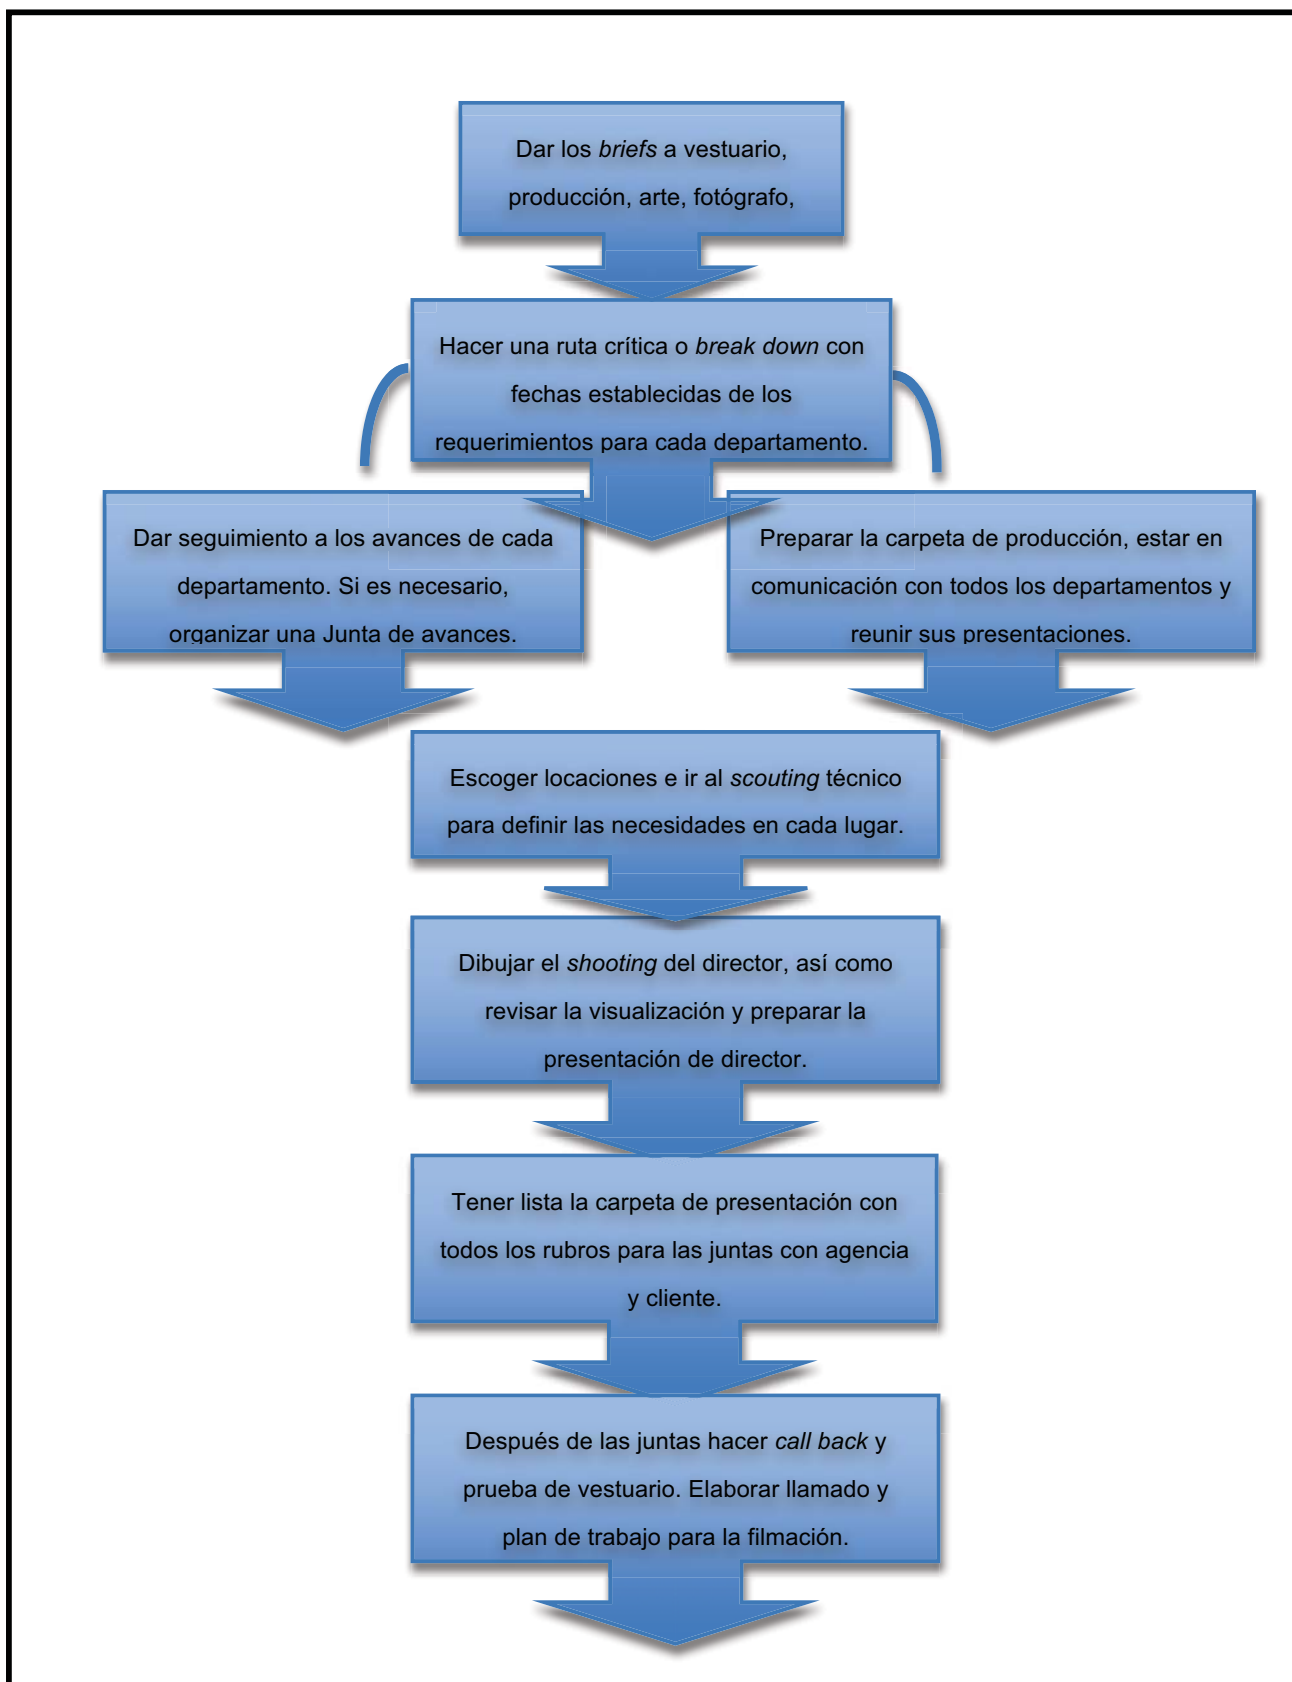 Dar los briefs a vestuario,
producción, arte, fotógrafo,
Hacer una ruta crítica o break down con
fechas establecidas de los
requerimientos para cada departamento.
Dar seguimiento a los avances de cada
departamento. Si es necesario,
organizar una Junta de avances.
Preparar la carpeta de producción, estar en
comunicación con todos los departamentos y
reunir sus presentaciones.
Escoger locaciones e ir al scouting técnico
para definir las necesidades en cada lugar.
Dibujar el shooting del director, así como
revisar la visualización y preparar la
presentación de director.
Tener lista la carpeta de presentación con
todos los rubros para las juntas con agencia
y cliente.
Después de las juntas hacer call back y
prueba de vestuario. Elaborar llamado y
plan de trabajo para la filmación.